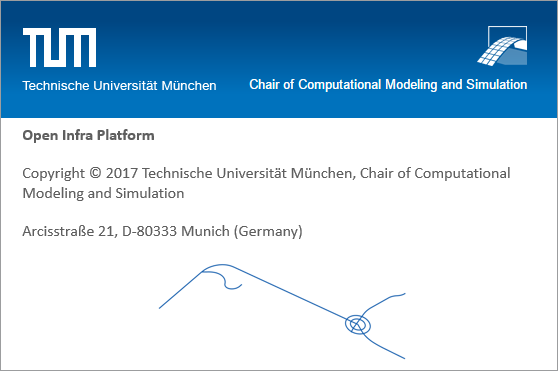 TUM
Technische Universität München
Chair of Computational Modeling and Simulation
Open Infra Platform
Copyright © 2017 Technische Universität München, Chair of Computational
Modeling and Simulation
Arcisstraße 21, D-80333 Munich (Germany)